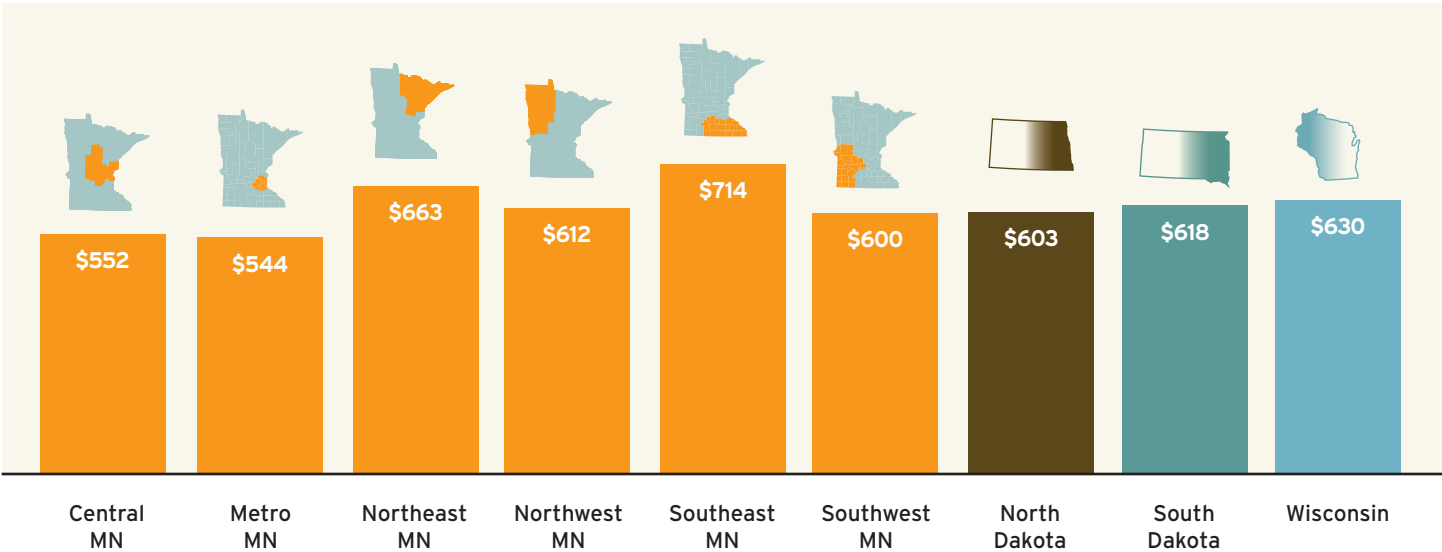 $552
$544
$663
$612
$714
$600
$603
$618
$630
Central
MN
Metro
MN
Northeast
MN
Northwest
MN
Southeast
MN
Southwest
MN
North
Dakota
South
Dakota
Wisconsin